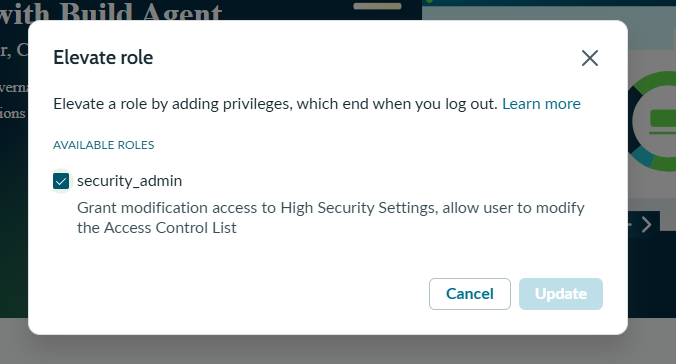 with Build Agent
r, C
Elevate role
verna
ions
Elevate a role by adding privileges, which end when you log out. Learn more
AVAILABLE ROLES
security_admin
Grant modification access to High Security Settings, allow user to modify
the Access Control List
Cancel
Update